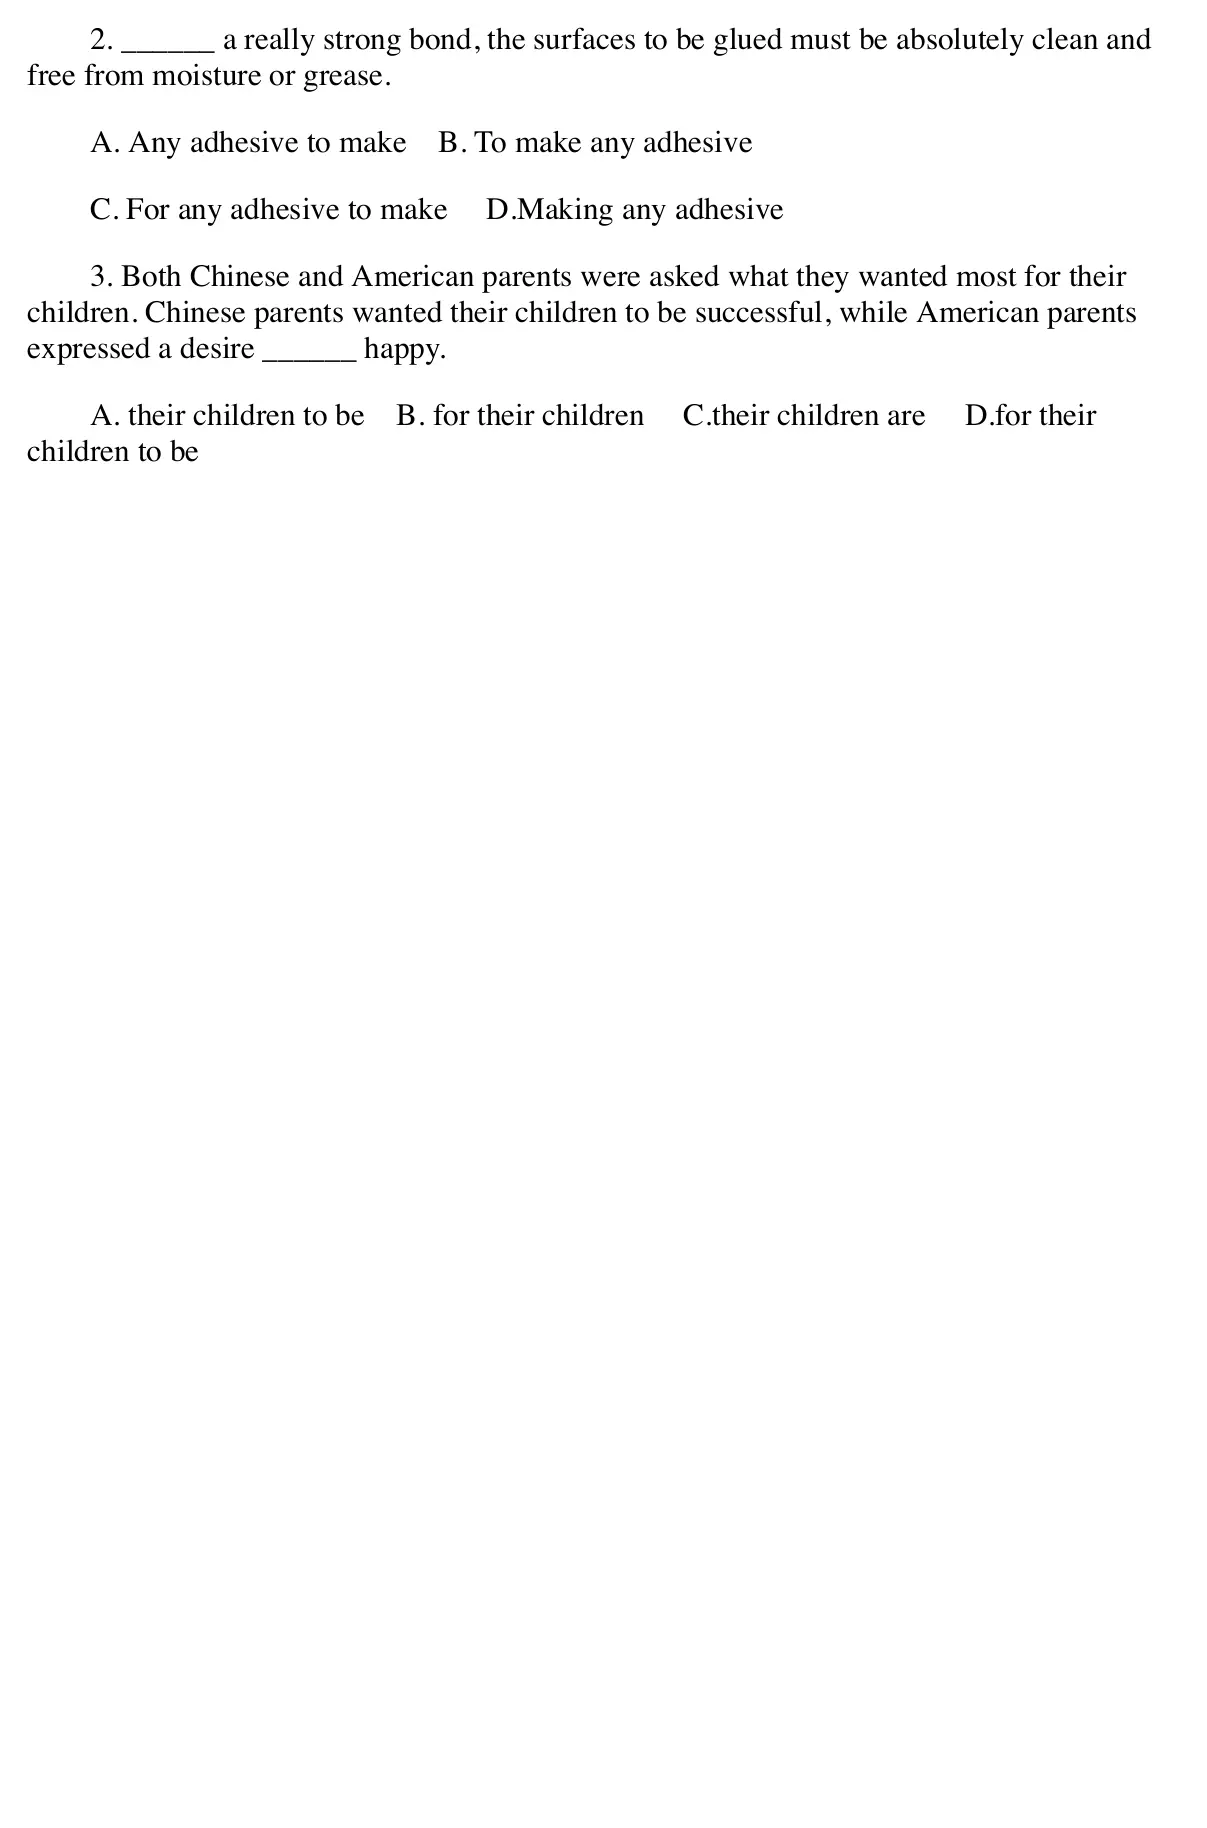 2. ______ a really strong bond, the surfaces to be glued must be absolutely clean and
free from moisture or grease.
A. Any adhesive to make B. To make any adhesive
C. For any adhesive to make D.Making any adhesive
3. Both Chinese and American parents were asked what they wanted most for their
children. Chinese parents wanted their children to be successful, while American parents
expressed a desire ______ happy.
A. their children to be B. for their children C.their children are D.for their
children to be